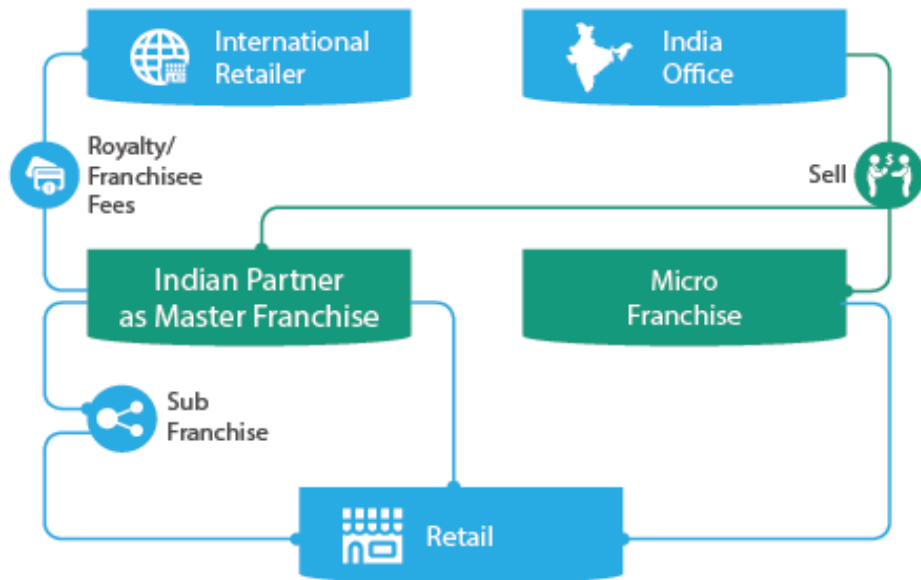 International
Retailer
India
Office
Royalty/
Franchisee
Fees
Sell
$
Indian Partner
as Master Franchise
Micro
Franchise
Sub
Franchise
Retail